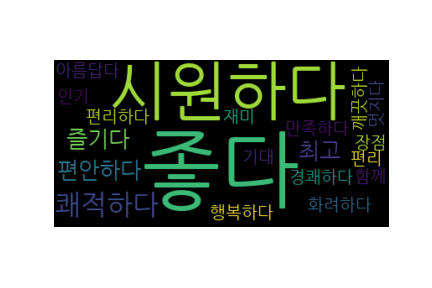 아름답다
시원하다
깨끗하다
멋지다
인기
편리하다
재미
만족하다
즐기다
좋다
기대
최고
장점
편리
편안하다
경쾌하다
함께
쾌적하다
행복하다
화려하다